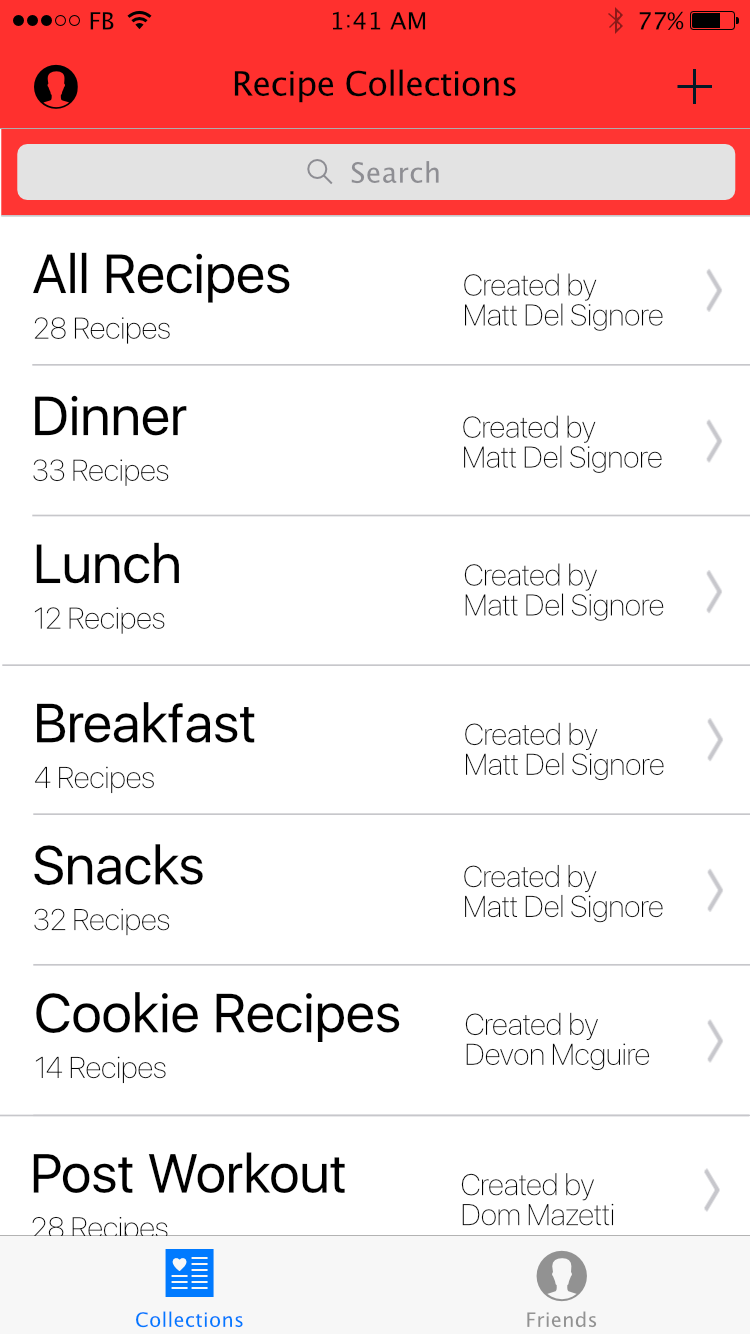 FB 1:41 AM 77%
Recipe Collections
Search
All Recipes
28 Recipes
Created by
Matt Del Signore
Dinner
33 Recipes
Created by
Matt Del Signore
Lunch
12 Recipes
Created by
Matt Del Signore
Breakfast
4 Recipes
Created by
Matt Del Signore
Snacks
32 Recipes
Created by
Matt Del Signore
Cookie Recipes
14 Recipes
Created by
Devon Mcguire
Post Workout
28 Recipes
Created by
Dom Mazetti
Collections
Friends